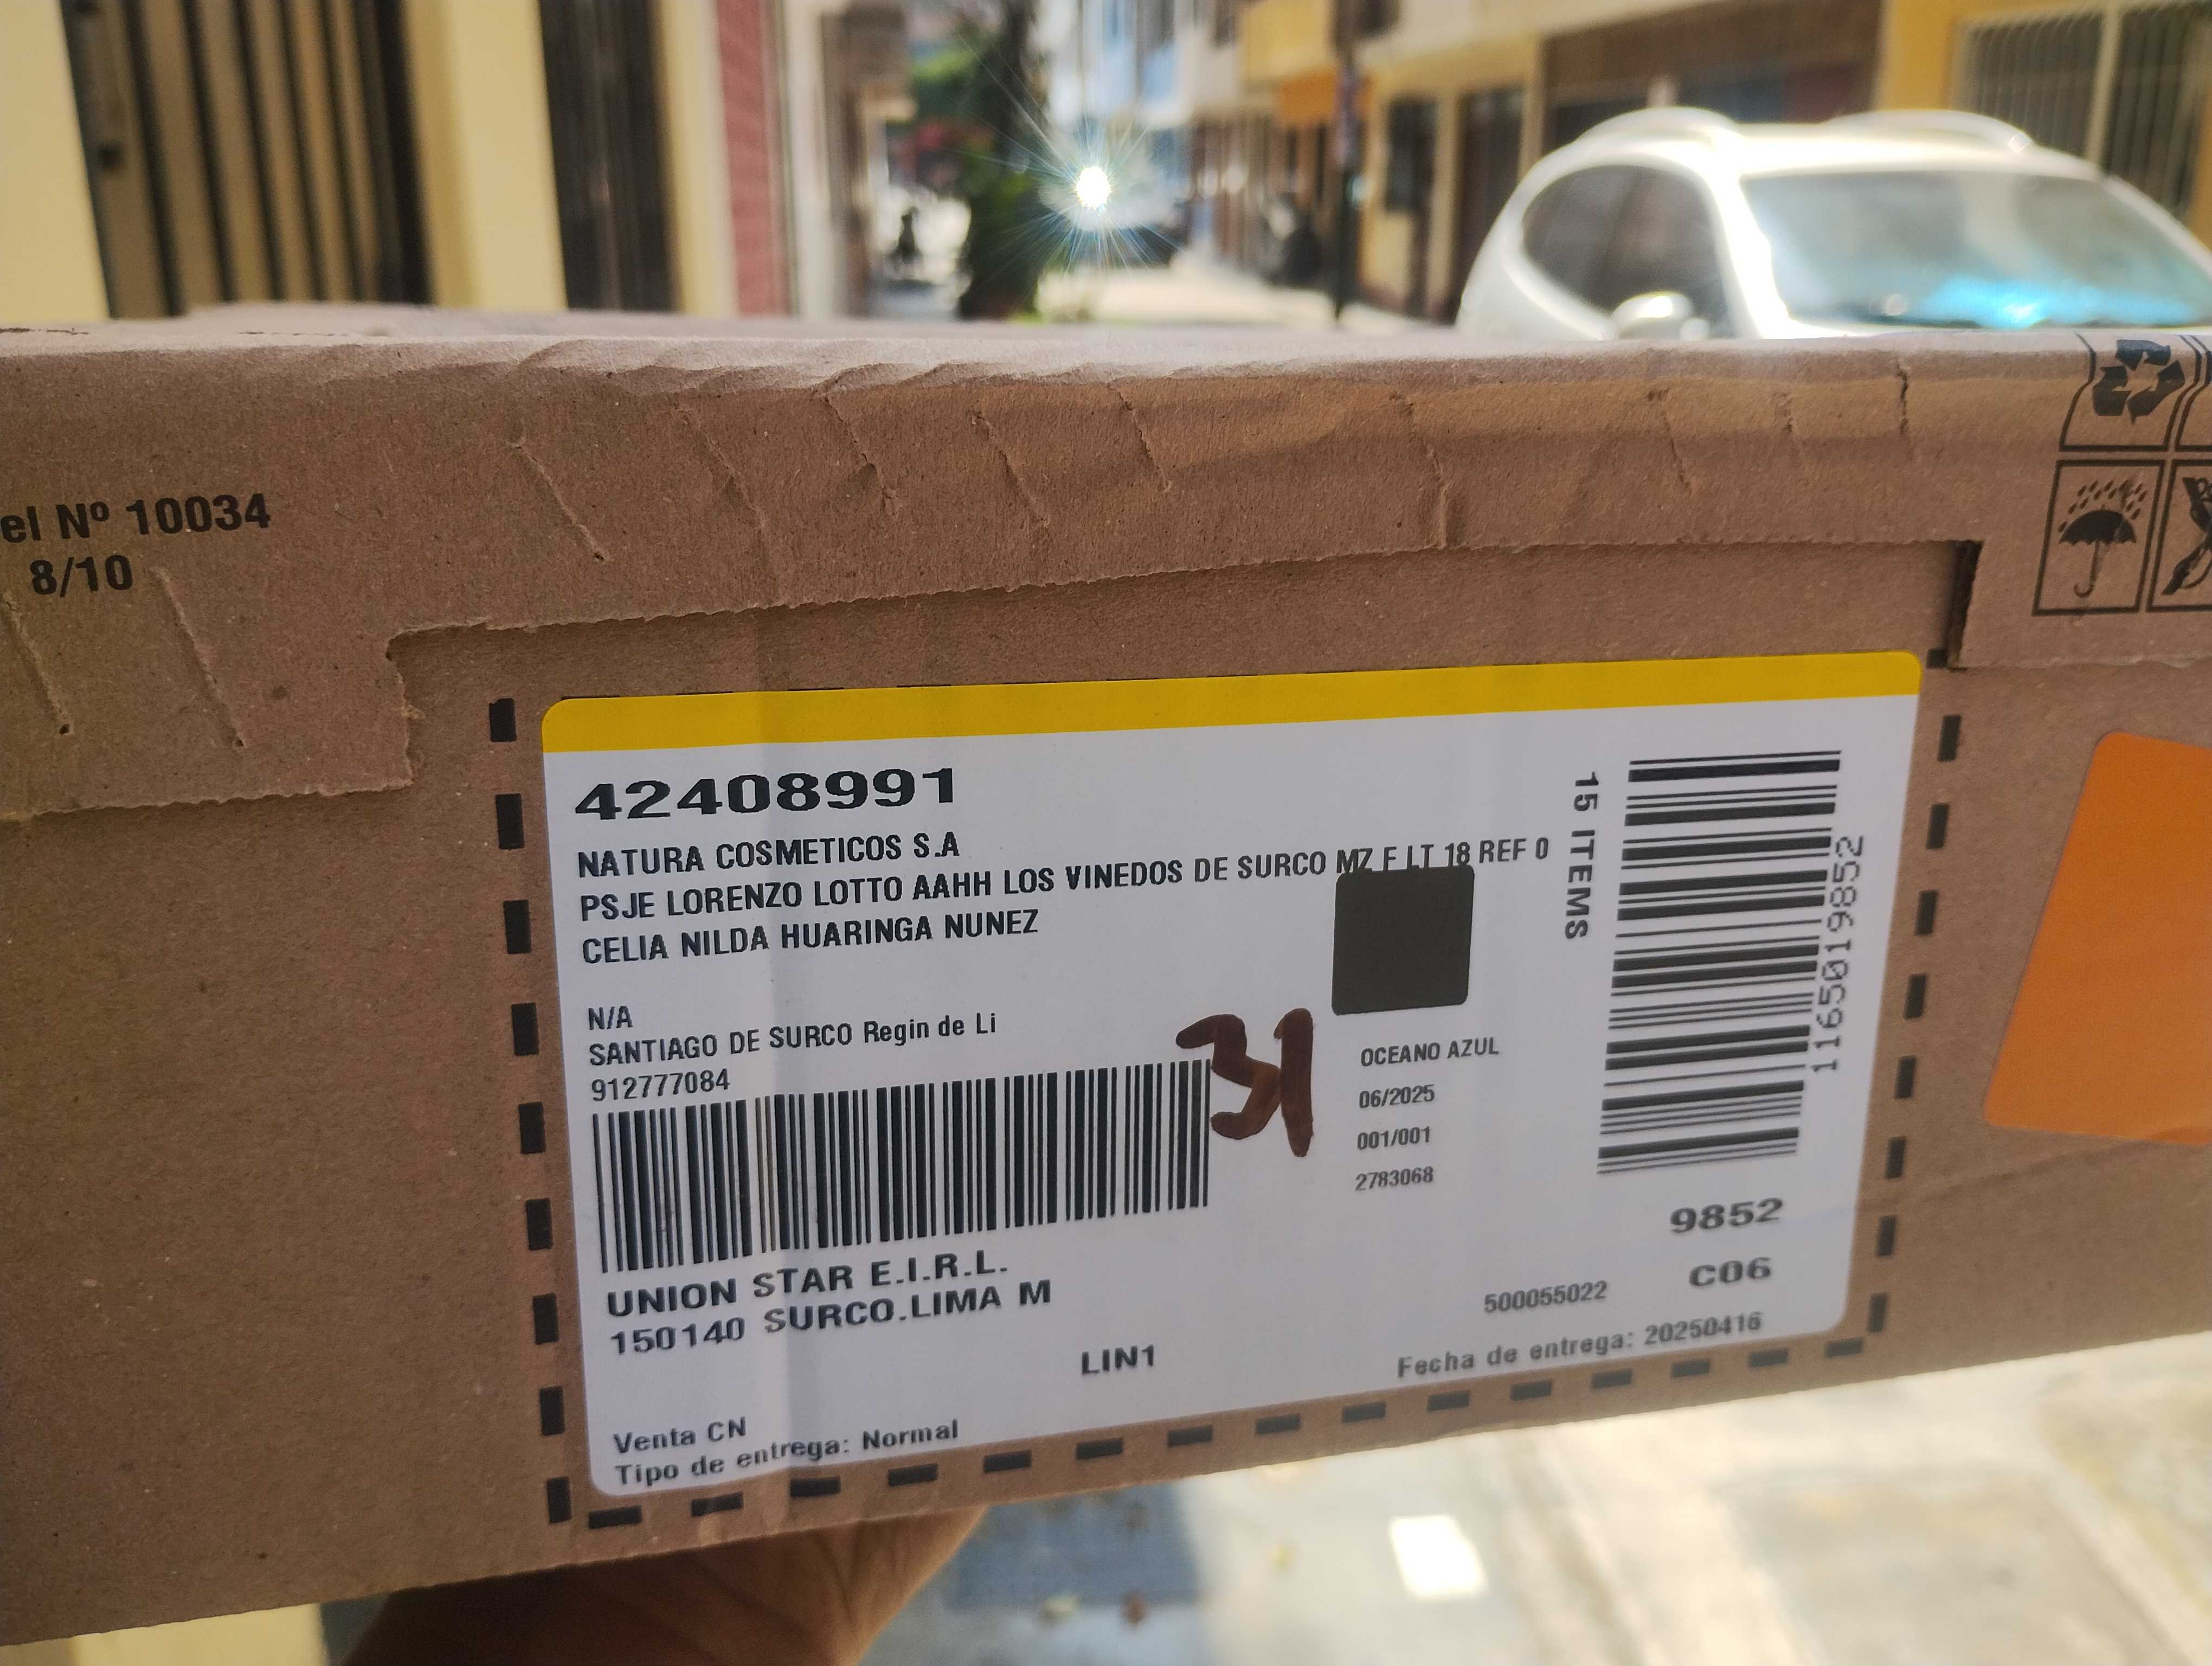 el Nº 10034
8/10
42408991
NATURA COSMETICOS S.A
PSJE LORENZO LOTTO AAHH LOS VINEDOS DE SURCO MZ F LT 18 REF 0
CELIA NILDA HUARINGA NUNEZ
N/A
SANTIAGO DE SURCO Regin de Li
912777084
31
UNION STAR E.I.R.L.
150140 SURCO.LIMA M
LIN1
Venta CN
Tipo de entrega: Normal
OCEANO AZUL
06/2025
001/001
2783068
15 ITEMS
1165019852
9852
C06
500055022
Fecha de entrega: 20250416